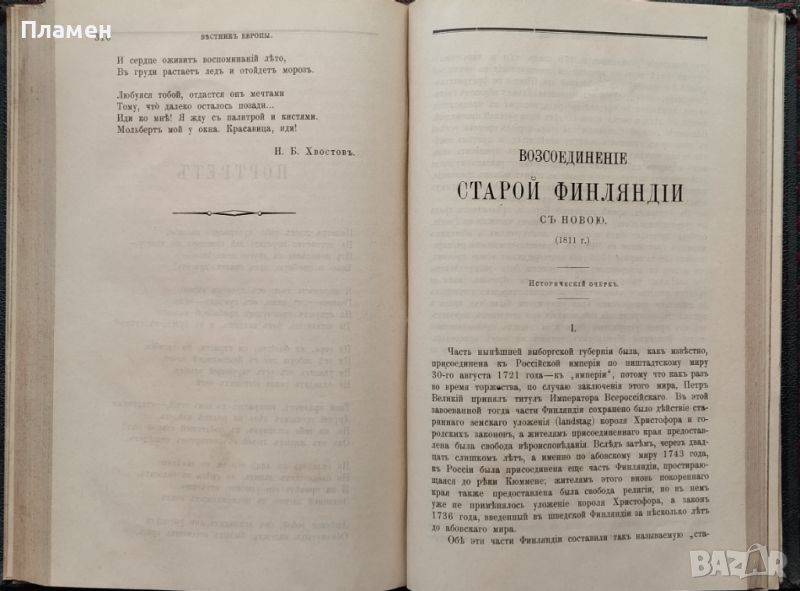 Пламен
ВѢСТНИКЪ ЕВРОПЫ.
И сердце оживитъ воспоминаній лѣто,
Въ груди растаетъ ледъ и отойдетъ морозъ.
Любуяся тобой, отдастся онъ мечтами
Тому, что̀ далеко осталось позади...
Иди ко мнѣ! Я жду съ палитрой и кистями.
Мольбертъ мой у окна. Красавица, иди!
Н. Б. Хвостовъ.
ВОЗСОЕДИНЕНІЕ
СТАРОЙ ФИНЛЯНДІИ
СЪ НОВОЮ.
(1811 г.)
Историческій очеркъ.
I.
Часть нынѣшней выборгской губерніи была, какъ извѣстно,
присоединена къ Россійской имперіи по ништадтскому миру
30-го августа 1721 года—къ „имперіи“, потому что какъ разъ
во время торжества, по случаю заключенія этого мира, Петръ
Великій принялъ титулъ Императора Всероссійскаго. Въ этой
завоеванной тогда части Финляндіи сохранено было дѣйствіе ста-
раннего земскаго уложенія (landstag) короля Христофора и го-
родскихъ законовъ, а жителямъ присоединеннаго края предостав-
лена была свобода вѣроисповѣданія. Вслѣдъ затѣмъ, черезъ двад-
цать слишкомъ лѣтъ, а именно по абовскому миру 1743 года,
къ Россіи была присоединена еще часть Финляндіи, простираю-
щаяся до рѣки Кюммене; жителямъ этого вновь покореннаго
края также предоставлена была свобода религіи, но въ немъ
уже не примѣнялось уложеніе короля Христофора, а законъ
1736 года, введенный въ шведской Финляндіи за нѣсколько лѣтъ
до абовскаго мира.
Обѣ эти части Финляндіи составили такъ называемую „ста-
BAZAR